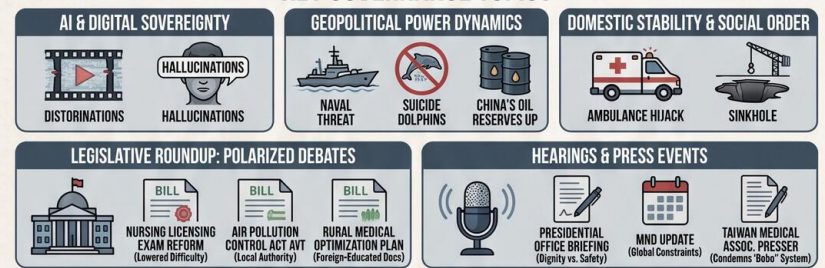 AI & DIGITAL SOVEREIGNTY
HALLUCINATIONS
DISTORINATIONS
HALLUCINATIONS
GEOPOLITICAL POWER DYNAMICS
NAVAL
THREAT
SUICIDE
DOLPHINS
CHINA'S OIL
RESERVES UP
DOMESTIC STABILITY & SOCIAL ORDER
AMBULANCE HIJACK
SINKHOLE
LEGISLATIVE ROUNDUP: POLARIZED DEBATES
BILL
NURSING LICENSING
EXAM REFORM
(Lowered Difficulty)
BILL
AIR POLLUTION
CONTROL ACT AVT
(Local Authority)
BILL
RURAL MEDICAL
OPTIMIZATION PLAN
(Foreign-Educated Docs)
HEARINGS & PRESS EVENTS
PRESIDENTIAL
OFFICE BRIEFING
(Dignity vs. Safety)
MND UPDATE
(Global Constraints)
TAIWAN MEDICAL
ASSOC. PRESSER
(Condemns 'Bobo" System)